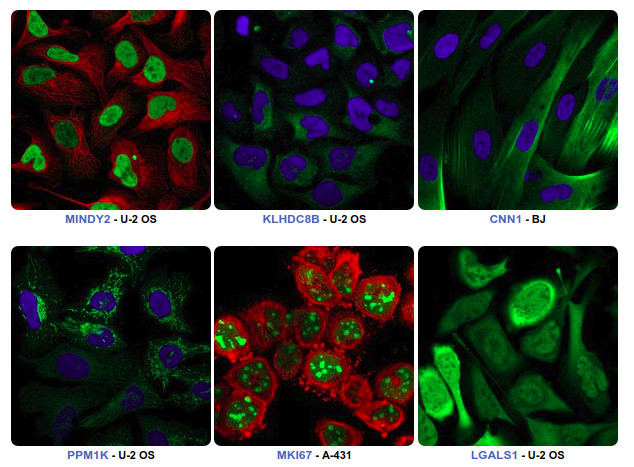 MINDY2 - U-2 OS
KLHDC8B - U-2 OS
CNN1 - BJ
PPM1K - U-2 OS
MKI67 - A-431
LGALS1 - U-2 OS